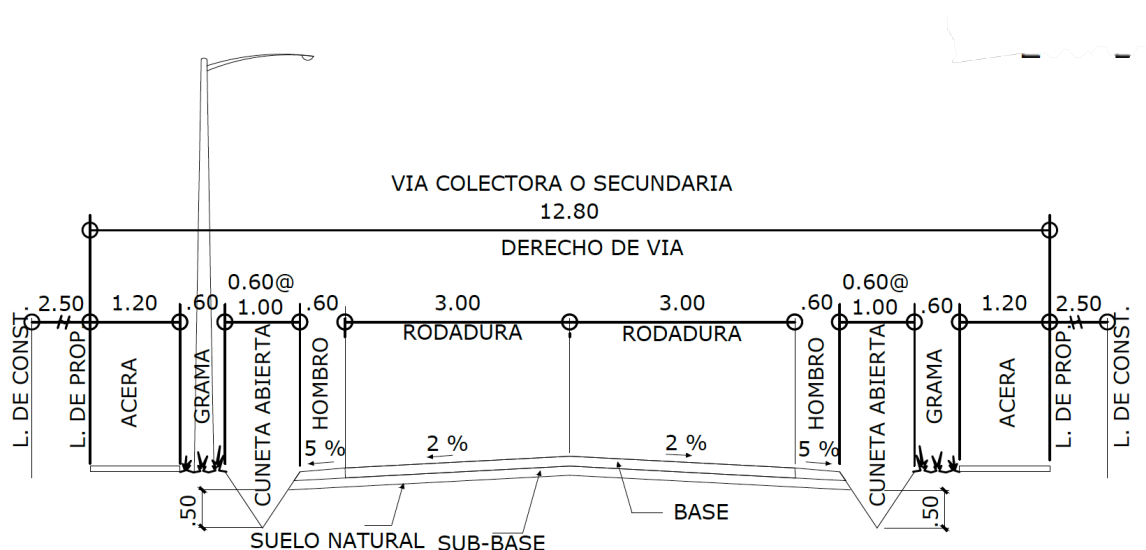 VIA COLECTORA O SECUNDARIA
12.80
DERECHO DE VIA
0.60@
0.60@
2.50
1.20
.60
1.00
.60
3.00
3.00
.60
1.00
.60
1.20
2.50
RODADURA
RODADURA
L. DE CONST.
L. DE PROP.
ACERA
GRAMA
CUNETA ABIERTA
HOMBRO
HOMBRO
CUNETA ABIERTA
GRAMA
ACERA
L. DE PROP.
L. DE CONST.
5 %
2 %
2 %
5 %
.50
.50
BASE
SUELO NATURAL
SUB-BASE